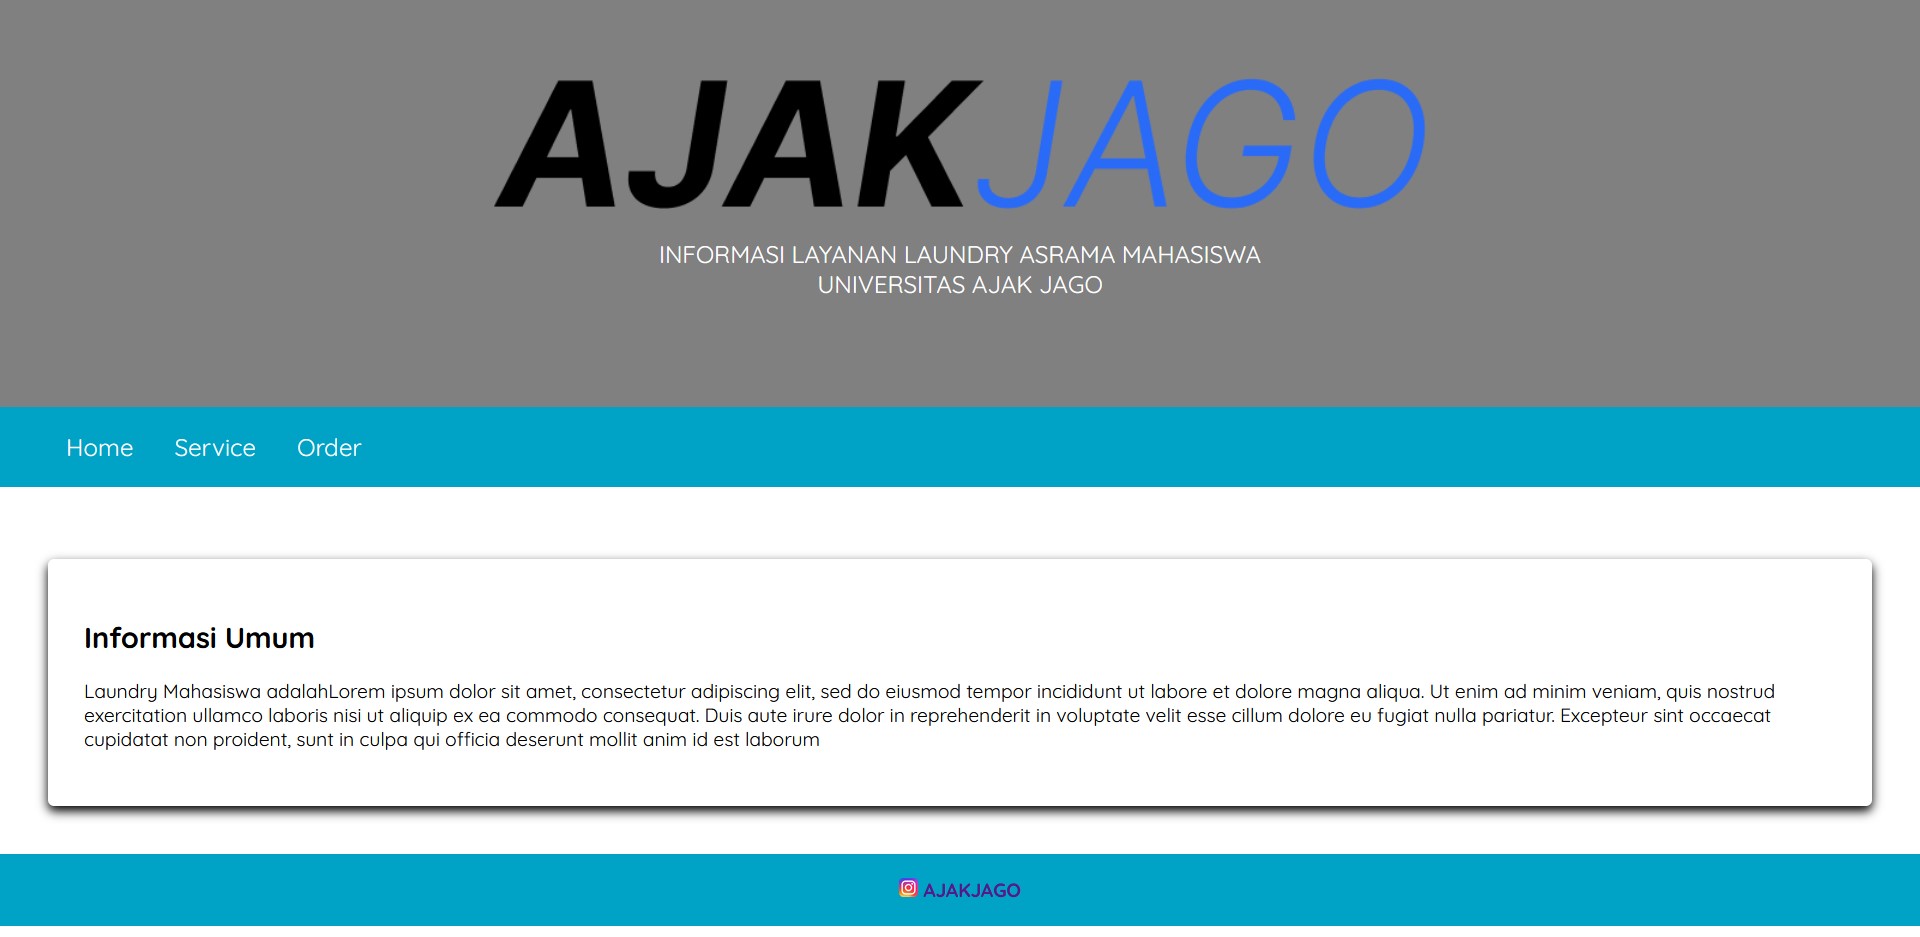 AJAKJAGO
INFORMASI LAYANAN LAUNDRY ASRAMA MAHASISWA
UNIVERSITAS AJAK JAGO
Home Service Order
Informasi Umum
Laundry Mahasiswa adalahLorem ipsum dolor sit amet, consectetur adipiscing elit, sed do eiusmod tempor incididunt ut labore et dolore magna aliqua. Ut enim ad minim veniam, quis nostrud
exercitation ullamco laboris nisi ut aliquip ex ea commodo consequat. Duis aute irure dolor in reprehenderit in voluptate velit esse cillum dolore eu fugiat nulla pariatur. Excepteur sint occaecat
cupidatat non proident, sunt in culpa qui officia deserunt mollit anim id est laborum
AJAKJAGO